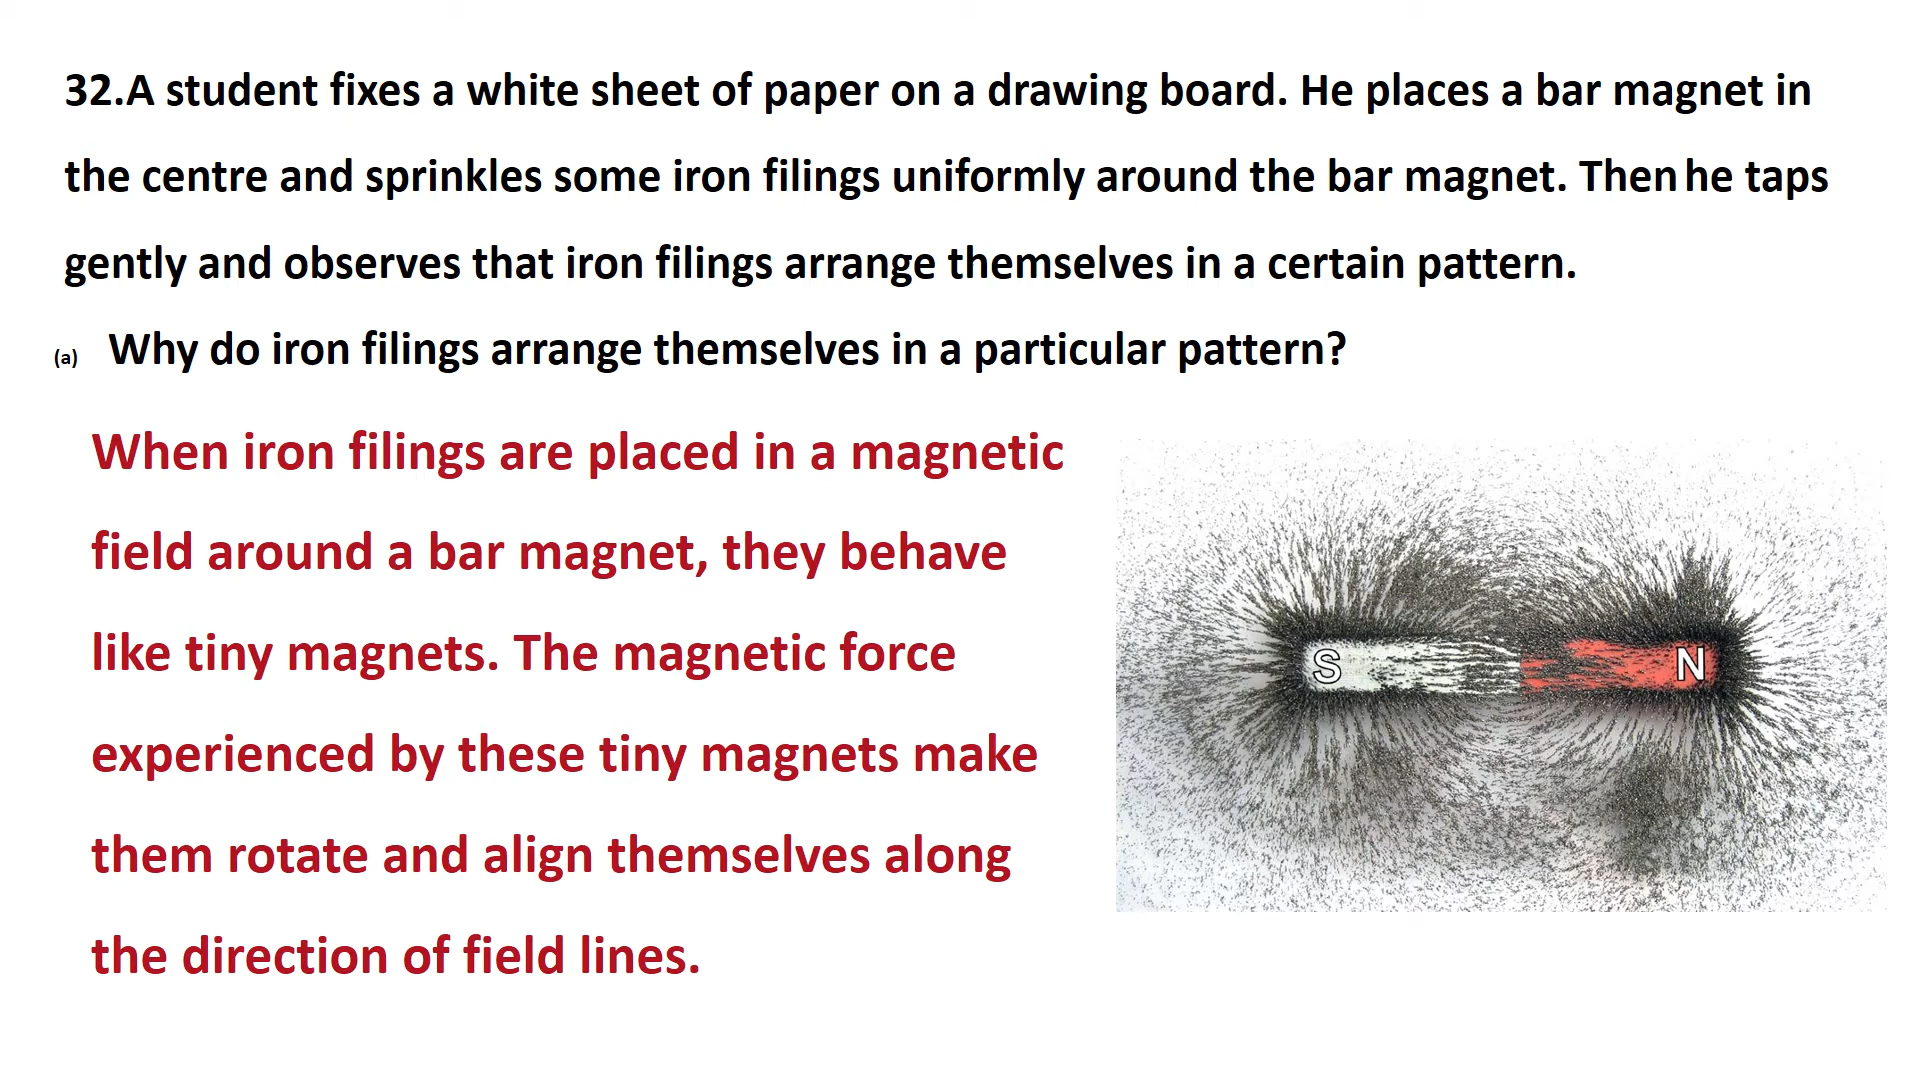 32.A student fixes a white sheet of paper on a drawing board. He places a bar magnet in
the centre and sprinkles some iron filings uniformly around the bar magnet. Then he taps
gently and observes that iron filings arrange themselves in a certain pattern.
(a) Why do iron filings arrange themselves in a particular pattern?
When iron filings are placed in a magnetic
field around a bar magnet, they behave
like tiny magnets. The magnetic force
experienced by these tiny magnets make
them rotate and align themselves along
the direction of field lines.
S N